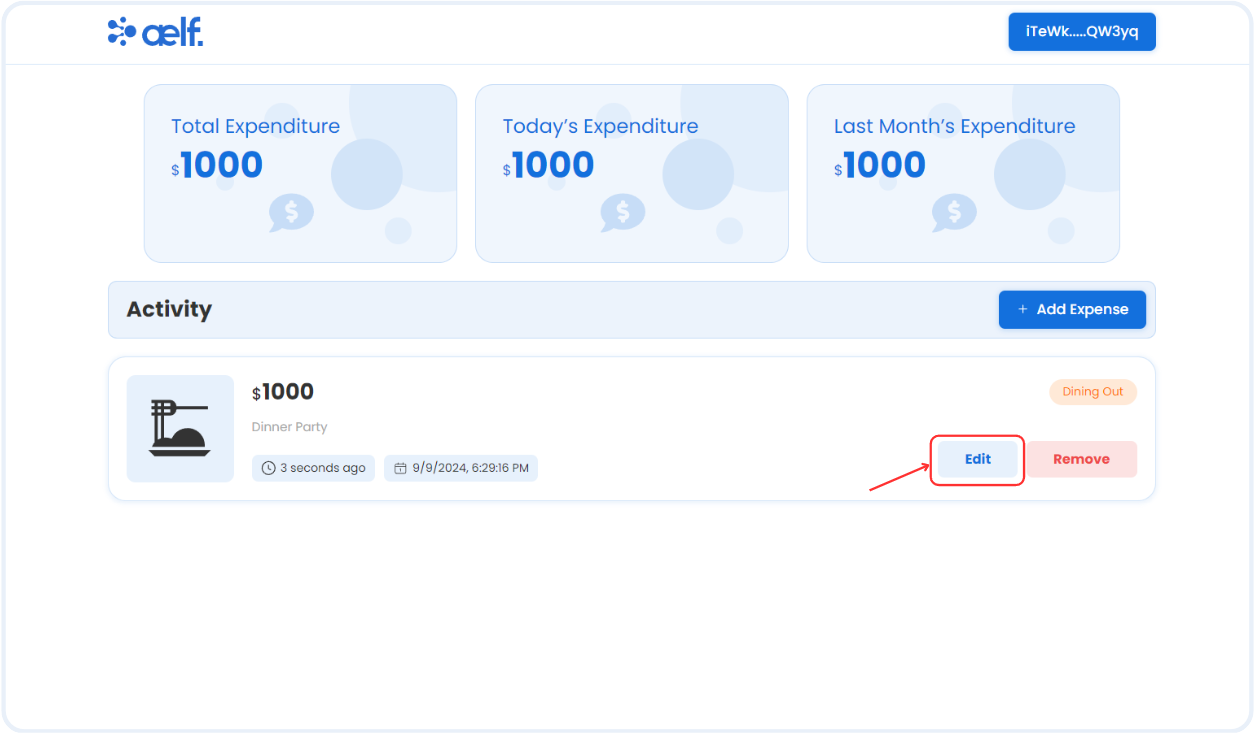 aelf.
iTeWk.....QW3yq
Total Expenditure
$1000
Today's Expenditure
$1000
Last Month's Expenditure
$1000
Activity
+ Add Expense
$1000
Dining Out
Dinner Party
3 seconds ago
9/9/2024, 6:29:16 PM
Edit
Remove